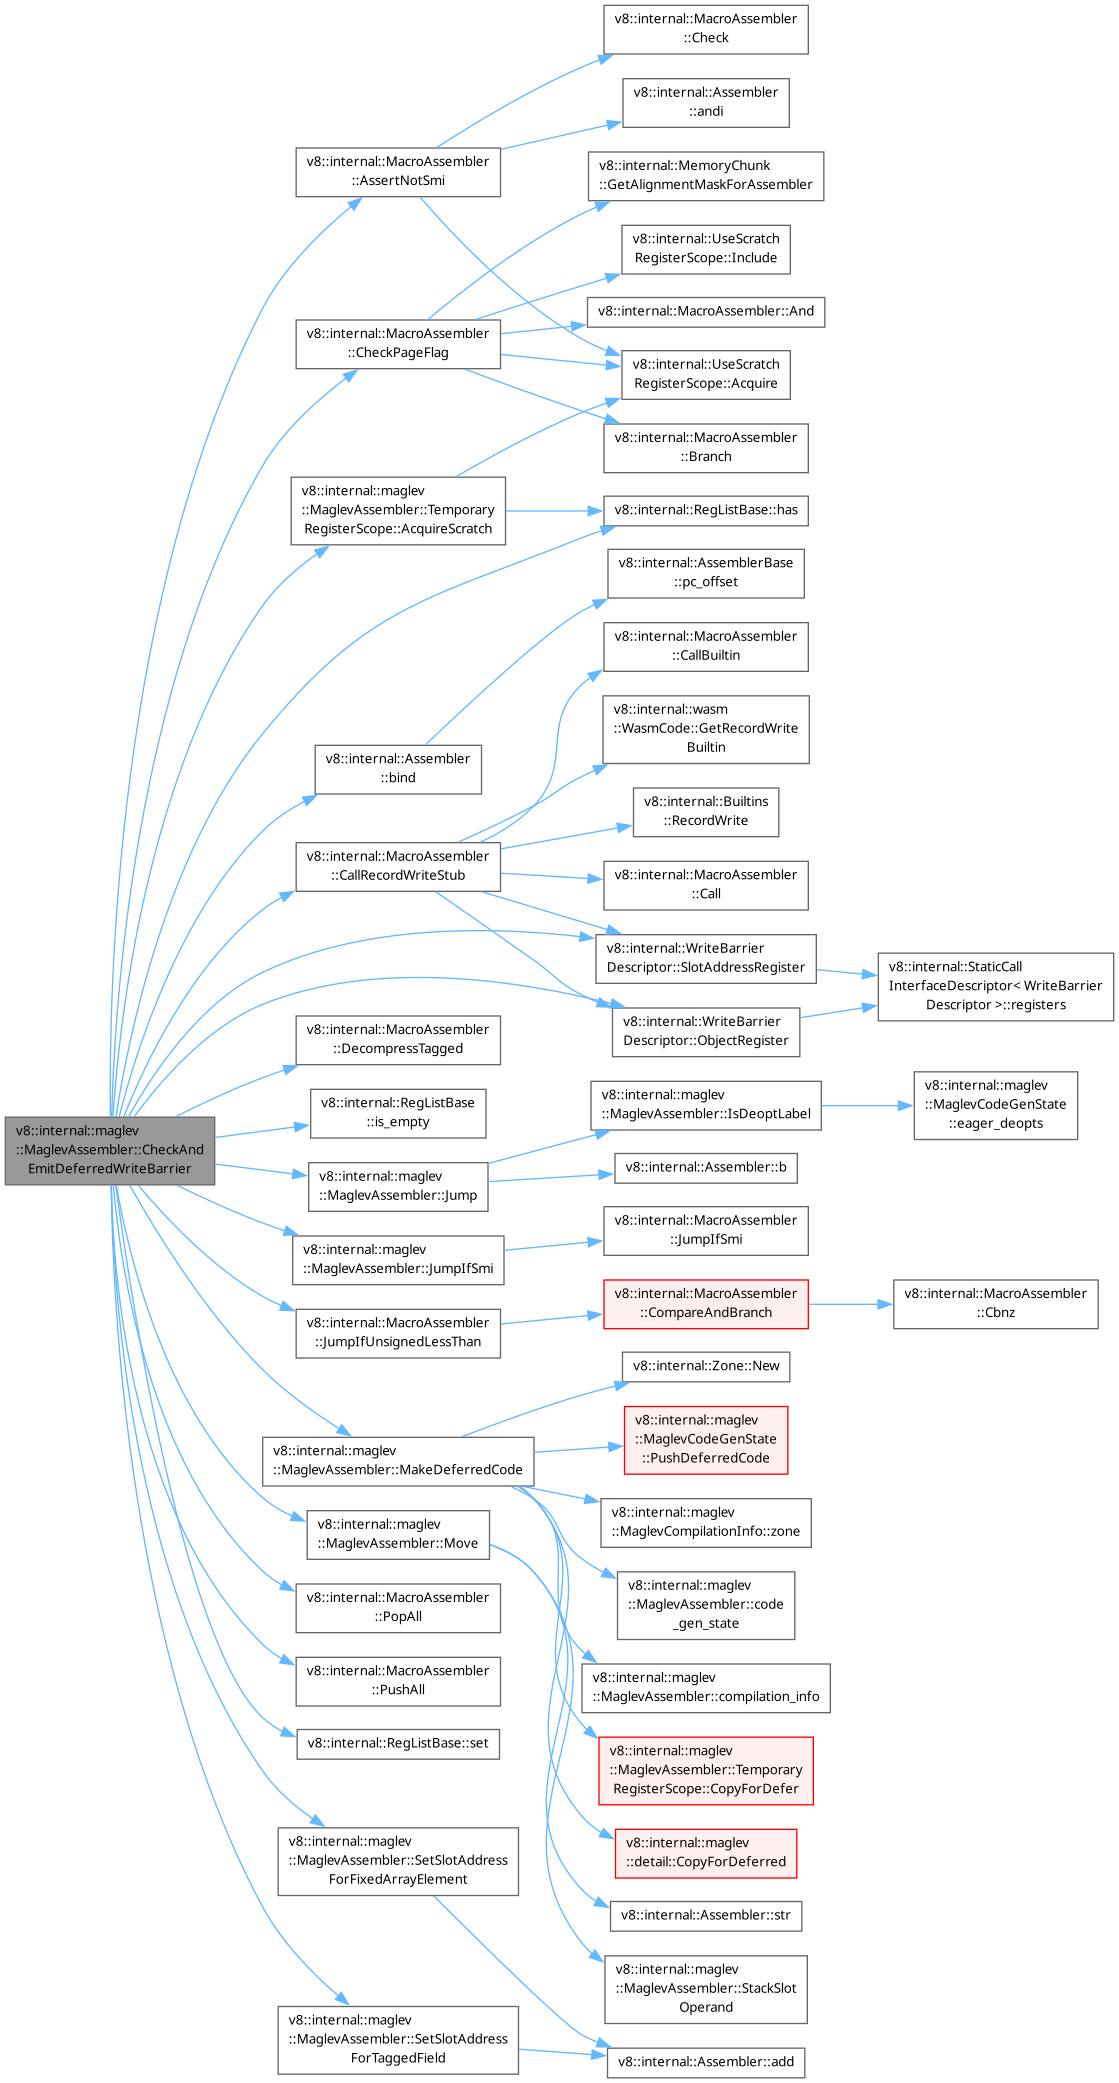 v8::internal::MacroAssembler
::Check
v8::internal::Assembler
::andi
v8::internal::MacroAssembler
::AssertNotSmi
v8::internal::MemoryChunk
::GetAlignmentMaskForAssembler
v8::internal::UseScratch
RegisterScope::Include
v8::internal::MacroAssembler::And
v8::internal::MacroAssembler
::CheckPageFlag
v8::internal::UseScratch
RegisterScope::Acquire
v8::internal::MacroAssembler
::Branch
v8::internal::maglev
::MaglevAssembler::Temporary
RegisterScope::AcquireScratch
v8::internal::RegListBase::has
v8::internal::AssemblerBase
::pc_offset
v8::internal::MacroAssembler
::CallBuiltin
v8::internal::wasm
::WasmCode::GetRecordWrite
Builtin
v8::internal::Assembler
::bind
v8::internal::Builtins
::RecordWrite
v8::internal::MacroAssembler
::CallRecordWriteStub
v8::internal::MacroAssembler
::Call
v8::internal::WriteBarrier
Descriptor::SlotAddressRegister
v8::internal::StaticCall
InterfaceDescriptor< WriteBarrier
Descriptor >::registers
v8::internal::WriteBarrier
Descriptor::ObjectRegister
v8::internal::MacroAssembler
::DecompressTagged
v8::internal::RegListBase
::is_empty
v8::internal::maglev
::MaglevAssembler::IsDeoptLabel
v8::internal::maglev
::MaglevCodeGenState
::eager_deopts
v8::internal::maglev
::MaglevAssembler::CheckAnd
EmitDeferredWriteBarrier
v8::internal::maglev
::MaglevAssembler::Jump
v8::internal::Assembler::b
v8::internal::maglev
::MaglevAssembler::JumpIfSmi
v8::internal::MacroAssembler
::JumpIfSmi
v8::internal::MacroAssembler
::JumpIfUnsignedLessThan
v8::internal::MacroAssembler
::CompareAndBranch
v8::internal::MacroAssembler
::Cbnz
v8::internal::Zone::New
v8::internal::maglev
::MaglevCodeGenState
::PushDeferredCode
v8::internal::maglev
::MaglevAssembler::MakeDeferredCode
v8::internal::maglev
::MaglevCompilationInfo::zone
v8::internal::maglev
::MaglevAssembler::Move
v8::internal::maglev
::MaglevAssembler::code
_gen_state
v8::internal::MacroAssembler
::PopAll
v8::internal::MacroAssembler
::PushAll
v8::internal::maglev
::MaglevAssembler::compilation_info
v8::internal::RegListBase::set
v8::internal::maglev
::MaglevAssembler::Temporary
RegisterScope::CopyForDefer
v8::internal::maglev
::MaglevAssembler::SetSlotAddress
ForFixedArrayElement
v8::internal::maglev
::detail::CopyForDeferred
v8::internal::Assembler::str
v8::internal::maglev
::MaglevAssembler::StackSlot
Operand
v8::internal::maglev
::MaglevAssembler::SetSlotAddress
ForTaggedField
v8::internal::Assembler::add